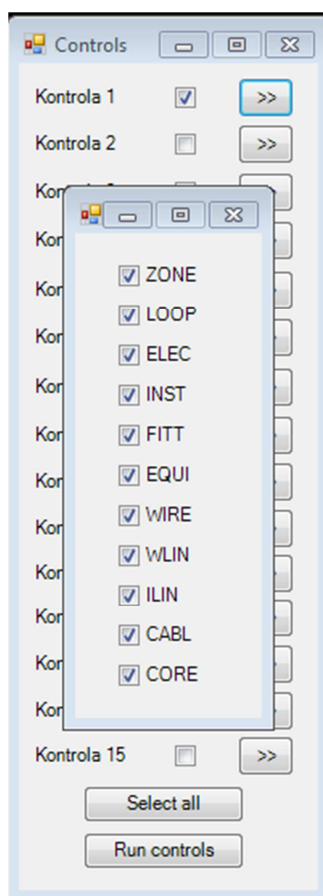 Controls
Kontrola 1 >>
Kontrola 2 >>
ZONE
LOOP
ELEC
INST
FITT
EQUI
WIRE
WLIN
ILIN
CABL
CORE
Kontrola 15 >>
Select all
Run controls